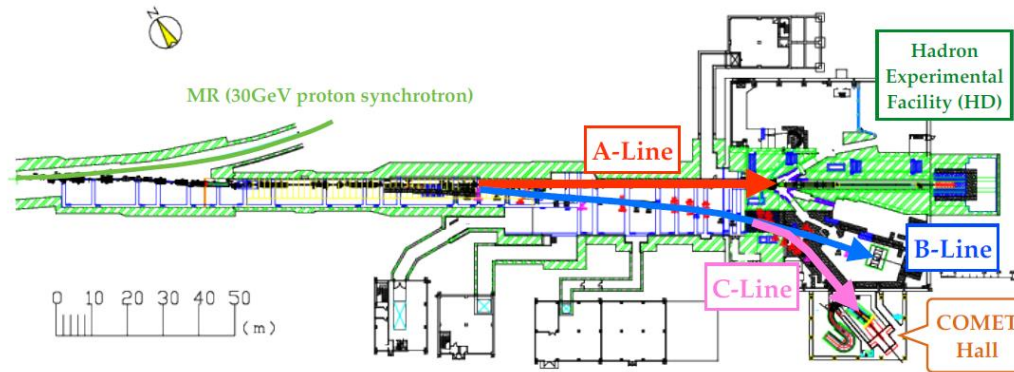 N
Hadron
Experimental
Facility (HD)
MR (30GeV proton synchrotron)
A-Line
B-Line
C-Line
0 10 20 30 40 50
(m)
COMET
Hall